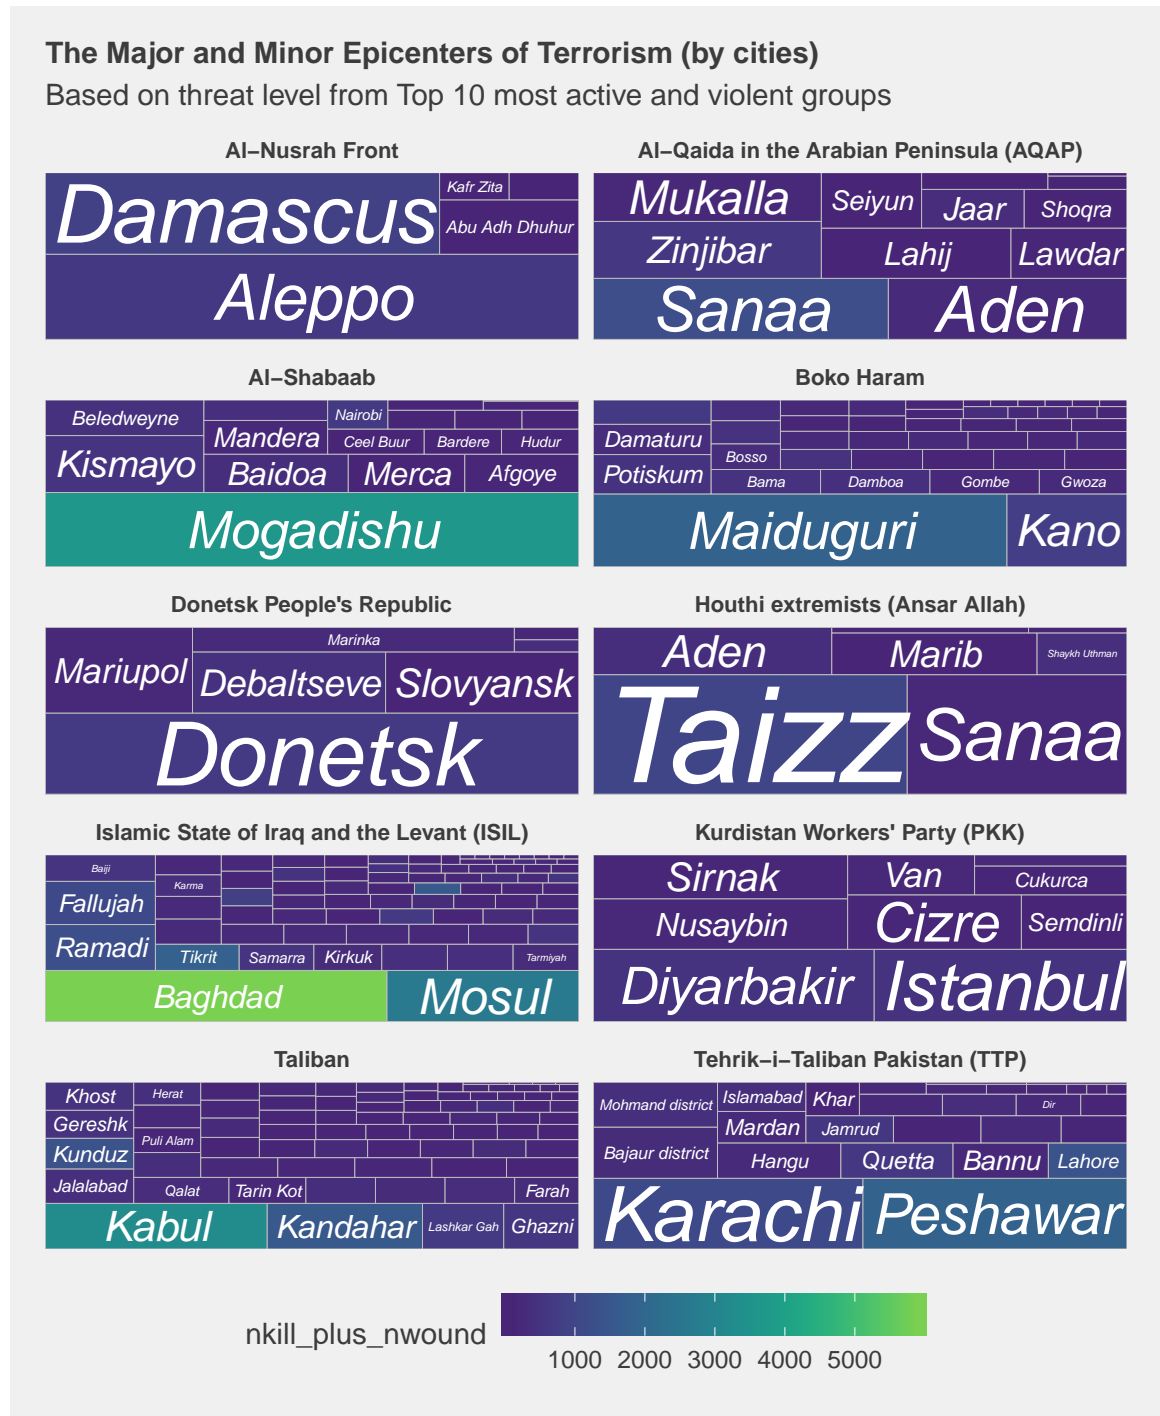 The Major and Minor Epicenters of Terrorism (by cities)
Based on threat level from Top 10 most active and violent groups
Al−Nusrah Front
Damascus
Kafr Zita
Abu Adh Dhuhur
Aleppo
Al−Qaida in the Arabian Peninsula (AQAP)
Mukalla
Seiyun
Jaar
Shoqra
Zinjibar
Lahij
Lawdar
Sanaa
Aden
Al−Shabaab
Beledweyne
Nairobi
Kismayo
Mandera
Ceel Buur
Bardere
Hudur
Baidoa
Merca
Afgoye
Mogadishu
Boko Haram
Damaturu
Potiskum
Bosso
Bama
Damboa
Gombe
Gwoza
Maiduguri
Kano
Donetsk People's Republic
Mariupol
Marinka
Debaltseve
Slovyansk
Donetsk
Houthi extremists (Ansar Allah)
Aden
Marib
Shaykh Uthman
Taizz
Sanaa
Islamic State of Iraq and the Levant (ISIL)
Baiji
Karma
Fallujah
Ramadi
Tikrit
Samarra
Kirkuk
Tarmiyah
Baghdad
Mosul
Kurdistan Workers' Party (PKK)
Sirnak
Van
Cukurca
Nusaybin
Cizre
Semdinli
Diyarbakir
Istanbul
Taliban
Khost
Herat
Gereshk
Puli Alam
Kunduz
Jalalabad
Qalat
Tarin Kot
Farah
Kabul
Kandahar
Lashkar Gah
Ghazni
Tehrik−i−Taliban Pakistan (TTP)
Mohmand district
Islamabad
Khar
Dir
Mardan
Jamrud
Bajaur district
Hangu
Quetta
Bannu
Lahore
Karachi
Peshawar
nkill_plus_nwound
1000 2000 3000 4000 5000